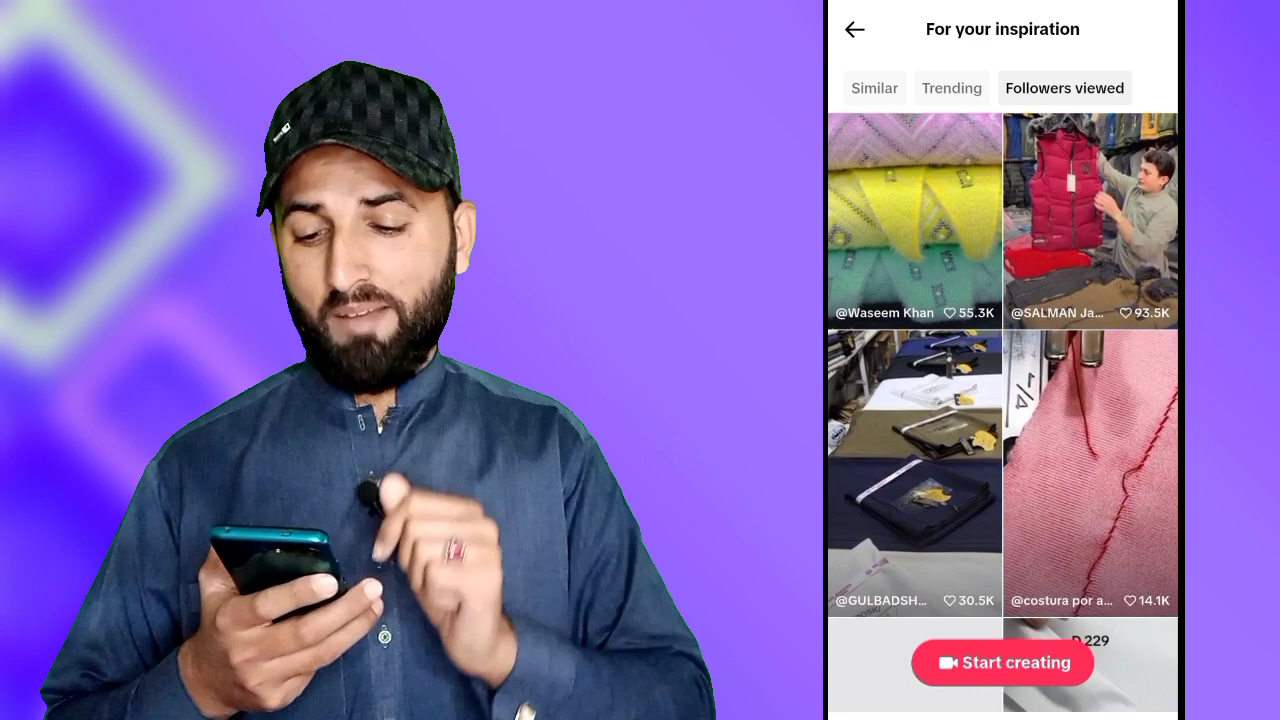 For your inspiration
Similar
Trending
Followers viewed
@Waseem Khan 55.3K
@SALMAN Ja... 93.5K
@GULBADSH... 30.5K
@costura por a... 14.1K
229
Start creating